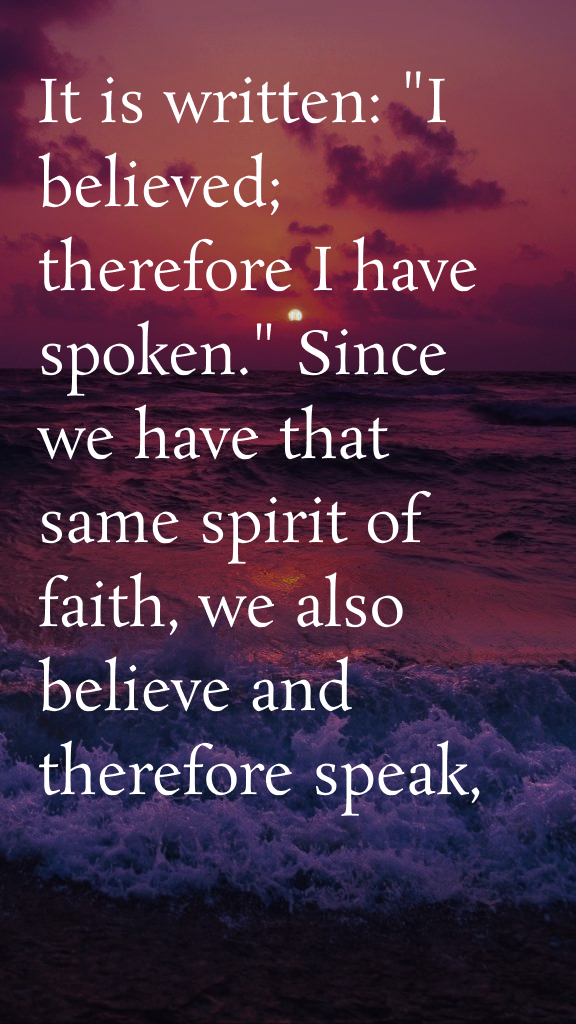 It is written: "I
believed;
therefore I have
spoken." Since
we have that
same spirit of
faith, we also
believe and
therefore speak,